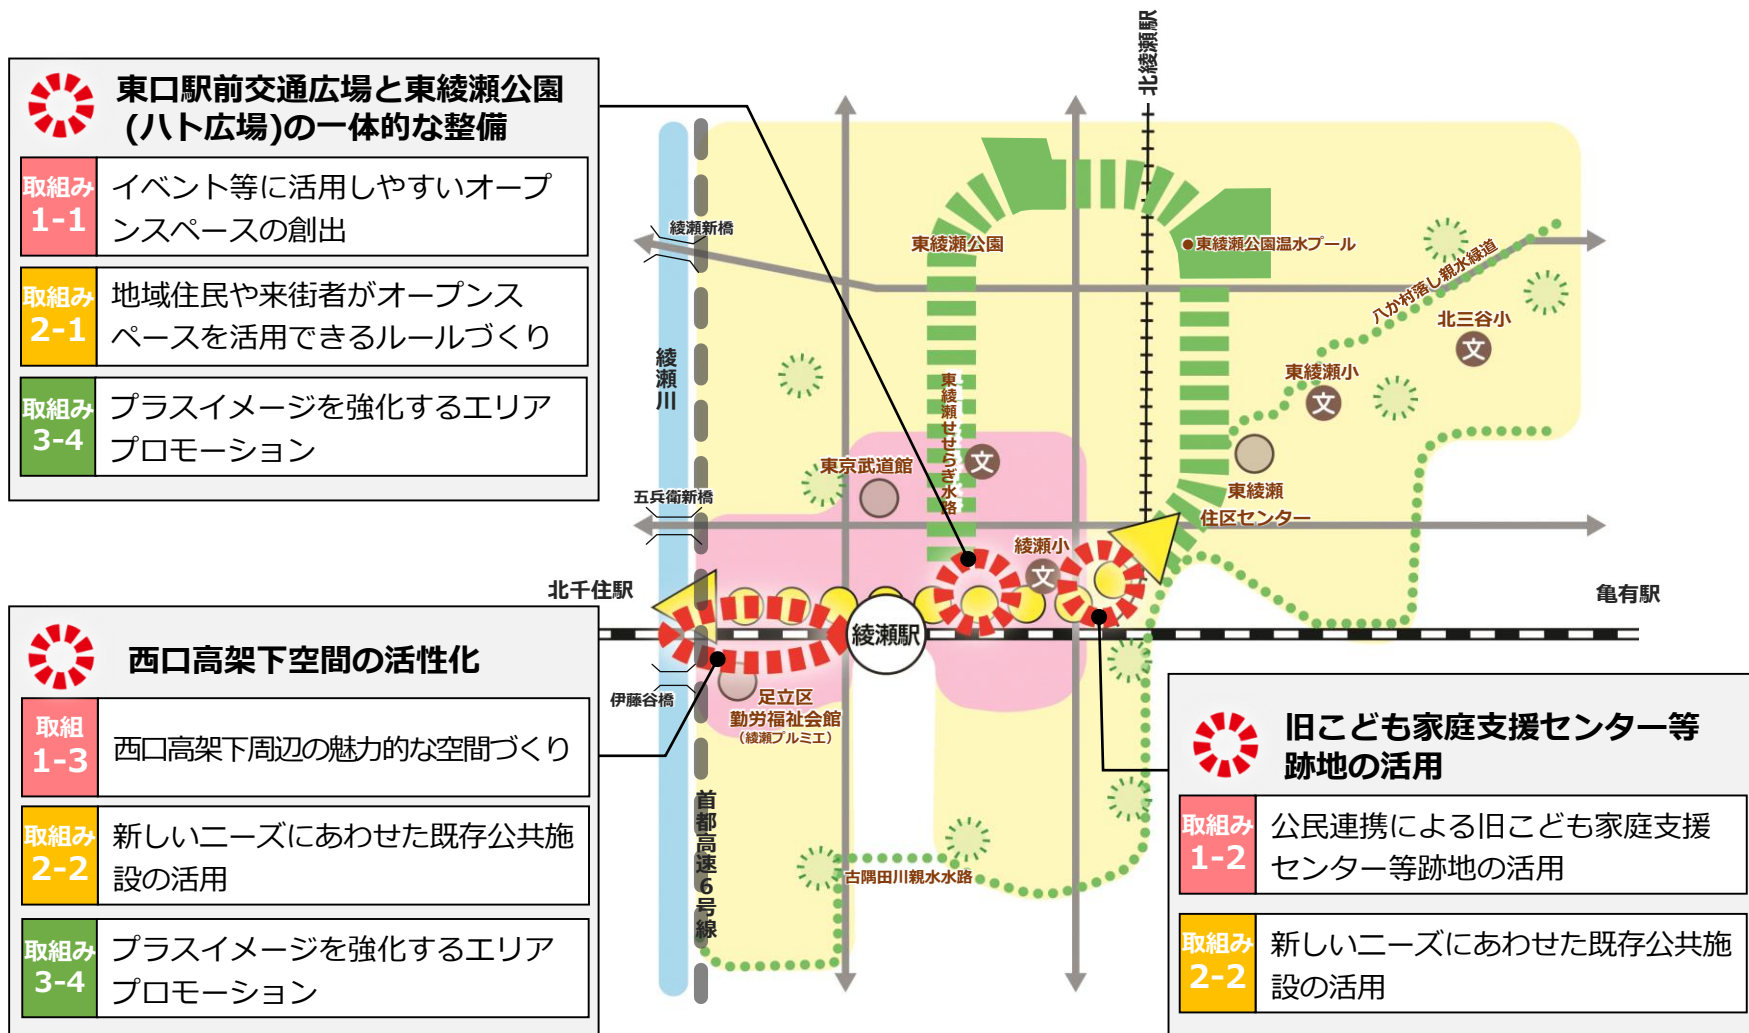 東口駅前交通広場と東綾瀬公園
(ハト広場)の一体的な整備
取組み
1-1
イベント等に活用しやすいオープ
ンスペースの創出
取組み
2-1
地域住民や来街者がオープンス
ペースを活用できるルールづくり
取組み
3-4
プラスイメージを強化するエリア
プロモーション
西口高架下空間の活性化
取組
1-3
西口高架下周辺の魅力的な空間づくり
取組み
2-2
新しいニーズにあわせた既存公共施
設の活用
取組み
3-4
プラスイメージを強化するエリア
プロモーション
旧こども家庭支援センター等
跡地の活用
取組み
1-2
公民連携による旧こども家庭支援
センター等跡地の活用
取組み
2-2
新しいニーズにあわせた既存公共施
設の活用
北綾瀬駅
綾瀬新橋
東綾瀬公園
東綾瀬公園温水プール
八か村落し親水緑道
北三谷小
文
東綾瀬小
文
綾瀬川
東綾瀬せせらぎ水路
文
東京武道館
東綾瀬
住区センター
五兵衛新橋
綾瀬小
文
北千住駅
綾瀬駅
亀有駅
伊藤谷橋
足立区
勤労福祉会館
(綾瀬プルミエ)
首都高速6号線
古隅田川親水水路